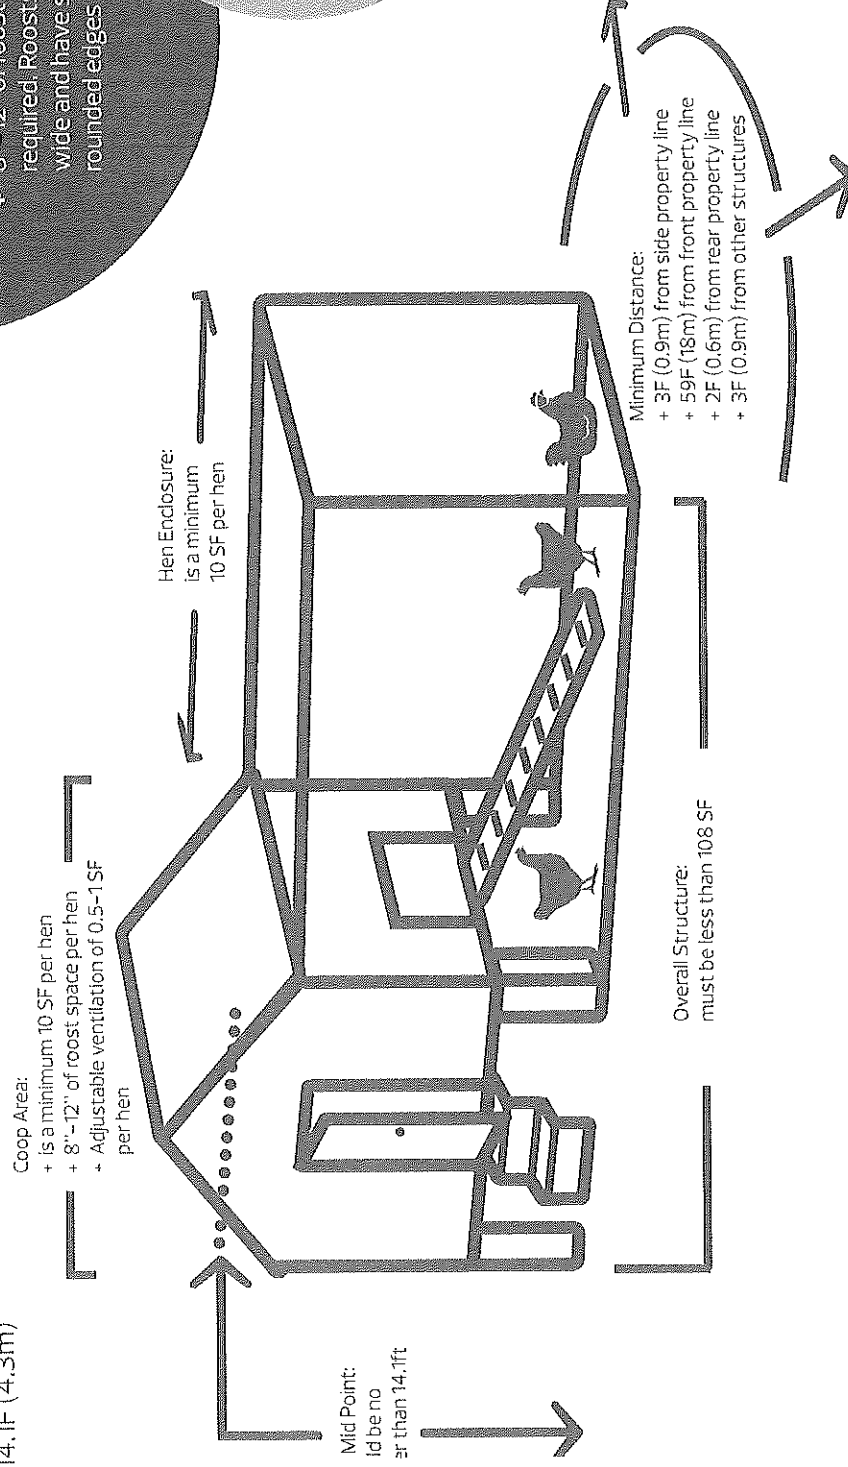 14.1F (4.3m)
required. Roost
wide and have s
rounded edges
Coop Area:
+ is a minimum 10 SF per hen
+ 8"-12" of roost space per hen
+ Adjustable ventilation of 0.5-1 SF
per hen
Hen Enclosure:
is a minimum
10 SF per hen
Mid Point:
ld be no
er than 14.1ft
Overall Structure:
must be less than 108 SF
Minimum Distance:
+ 3F (0.9m) from side property line
+ 59F (18m) from front property line
+ 2F (0.6m) from rear property line
+ 3F (0.9m) from other structures